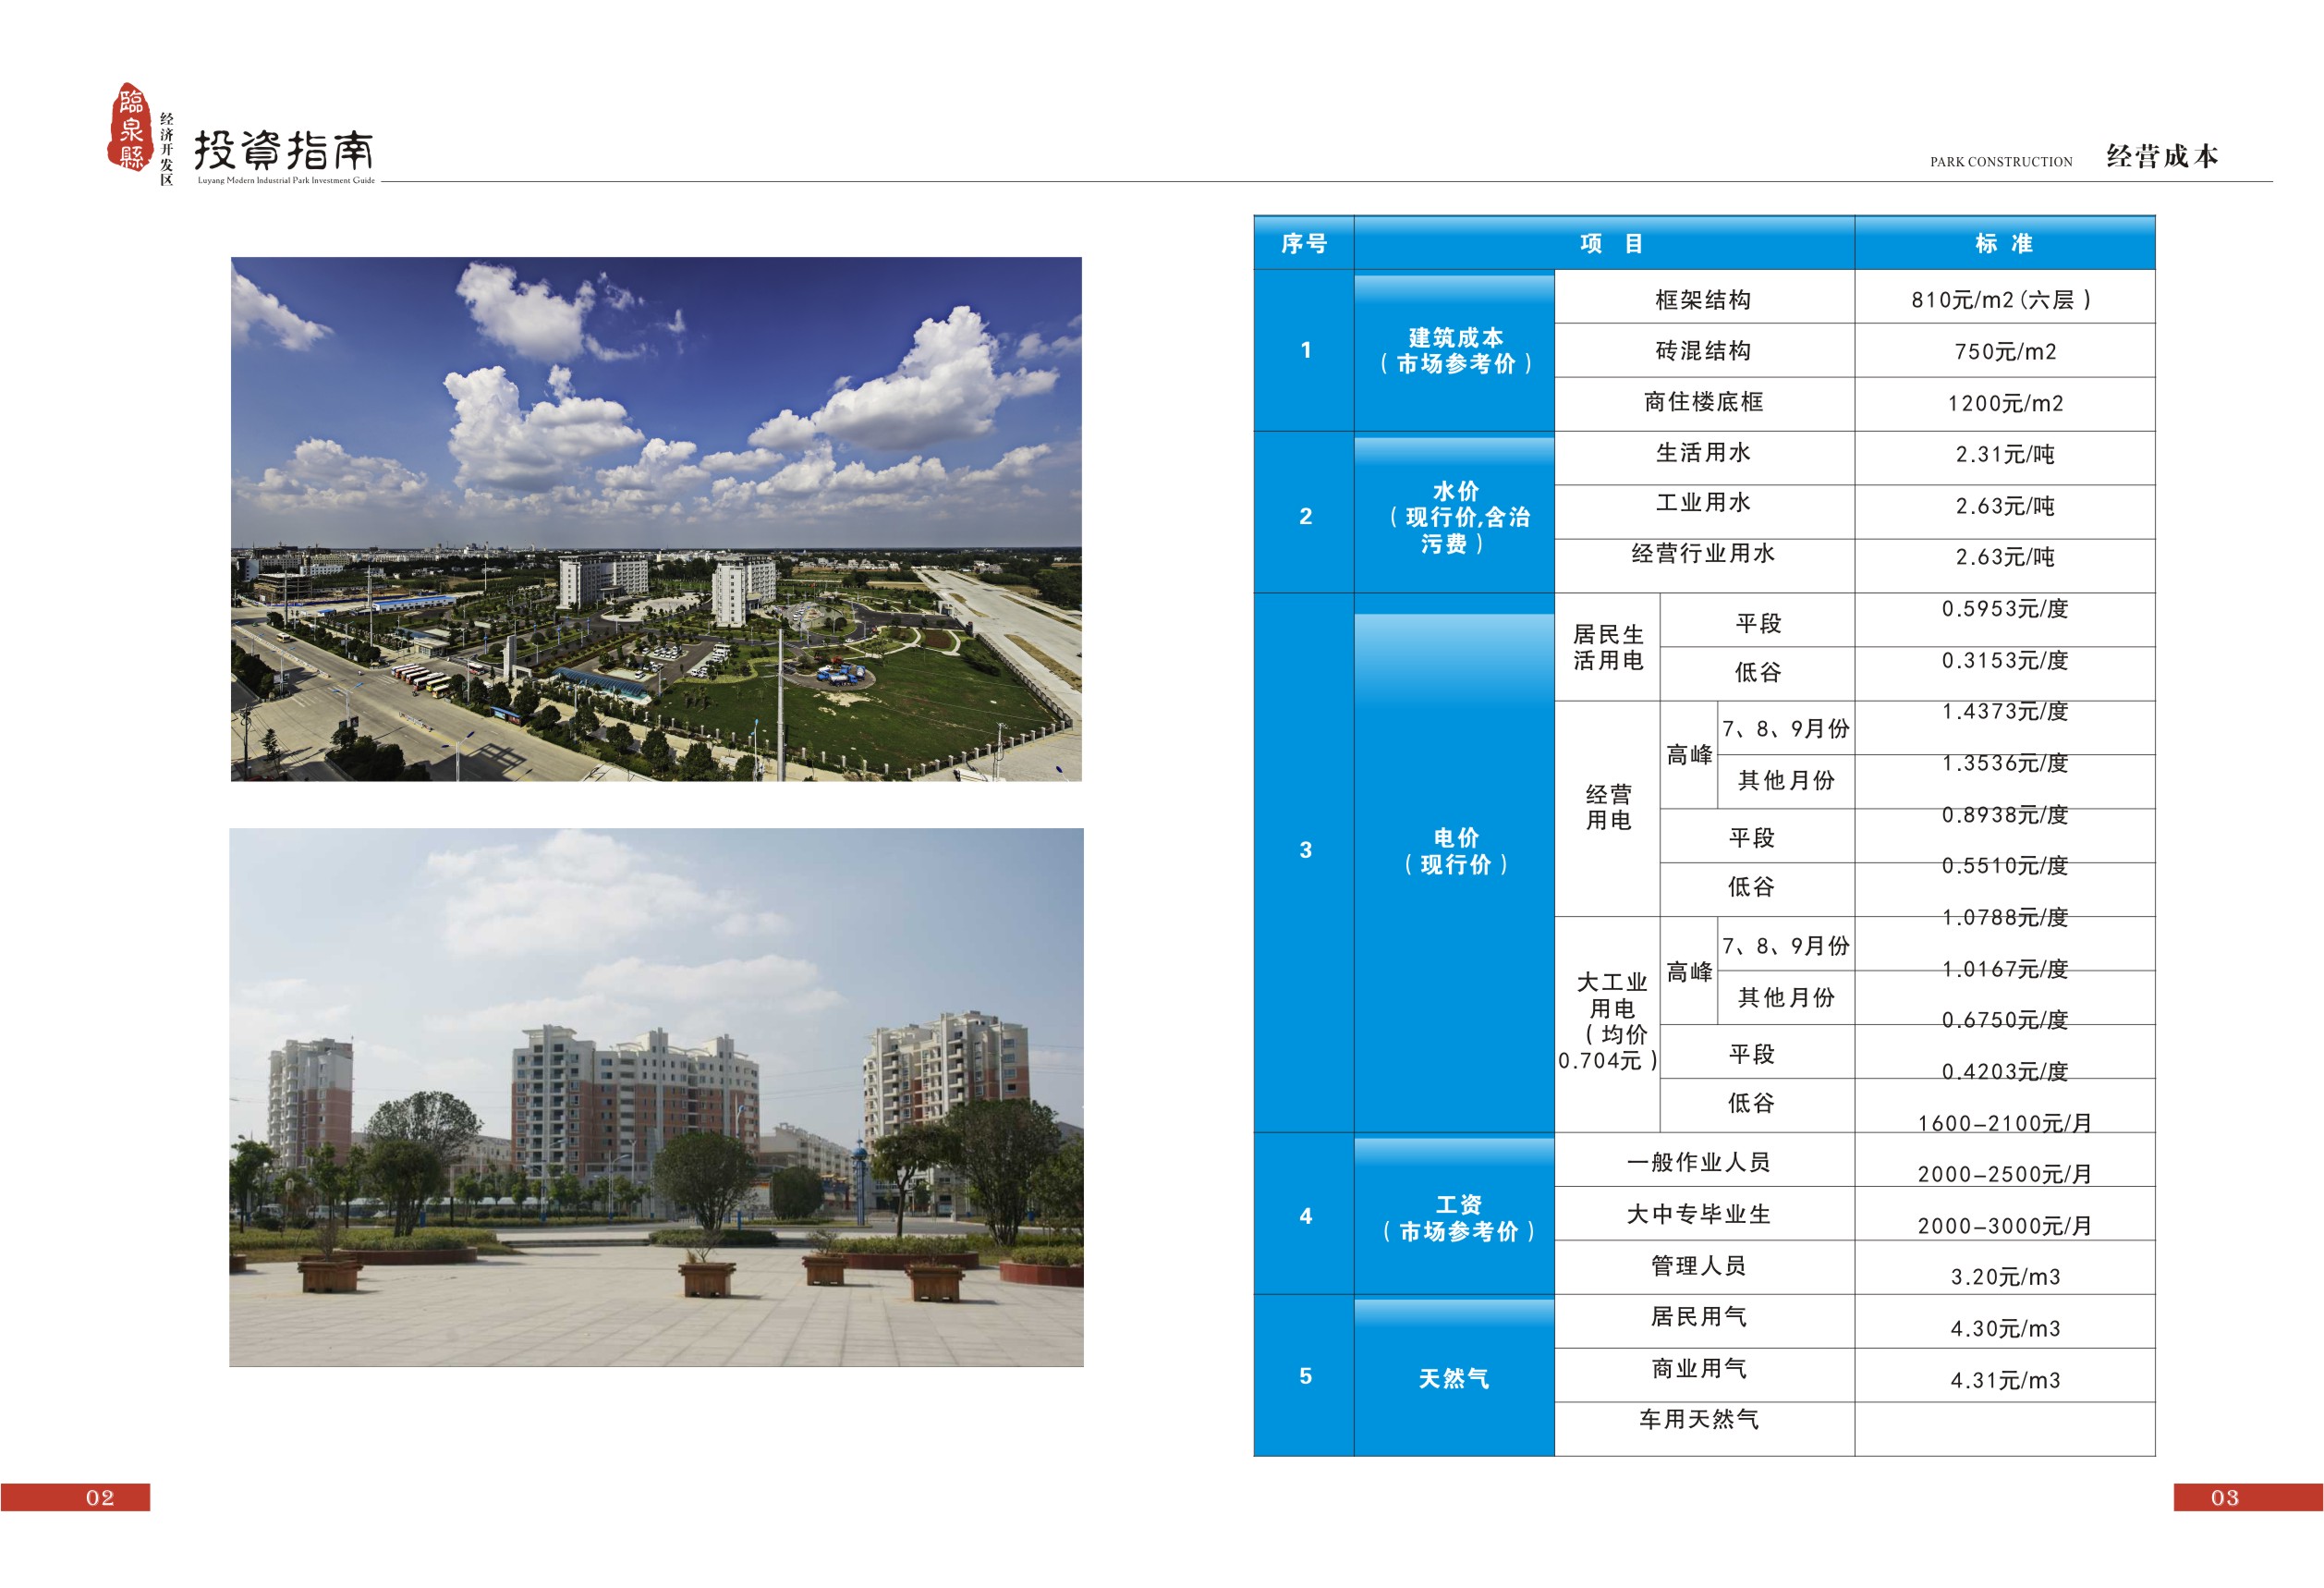 臨泉縣
经济开发区
投資指南
Luyang Modern Industrial Park Investment Guide
PARK CONSTRUCTION 经营成本
序号 项 目 标 准
1 建筑成本
（市场参考价）
框架结构 810元/m2（六层）
砖混结构 750元/m2
商住楼底框 1200元/m2
2 水价
（现行价,含治
污费）
生活用水 2.31元/吨
工业用水 2.63元/吨
经营行业用水 2.63元/吨
3 电价
（现行价）
居民生
活用电
平段 0.5953元/度
低谷 0.3153元/度
经营
用电
高峰
7、8、9月份 1.4373元/度
其他月份 1.3536元/度
平段 0.8938元/度
低谷 0.5510元/度
大工业
用电
（均价
0.704元）
高峰
7、8、9月份 1.0788元/度
其他月份 1.0167元/度
平段 0.6750元/度
低谷 0.4203元/度
4 工资
（市场参考价）
一般作业人员 1600-2100元/月
大中专毕业生 2000-2500元/月
管理人员 2000-3000元/月
5 天然气
居民用气 3.20元/m3
商业用气 4.30元/m3
车用天然气 4.31元/m3
02
03